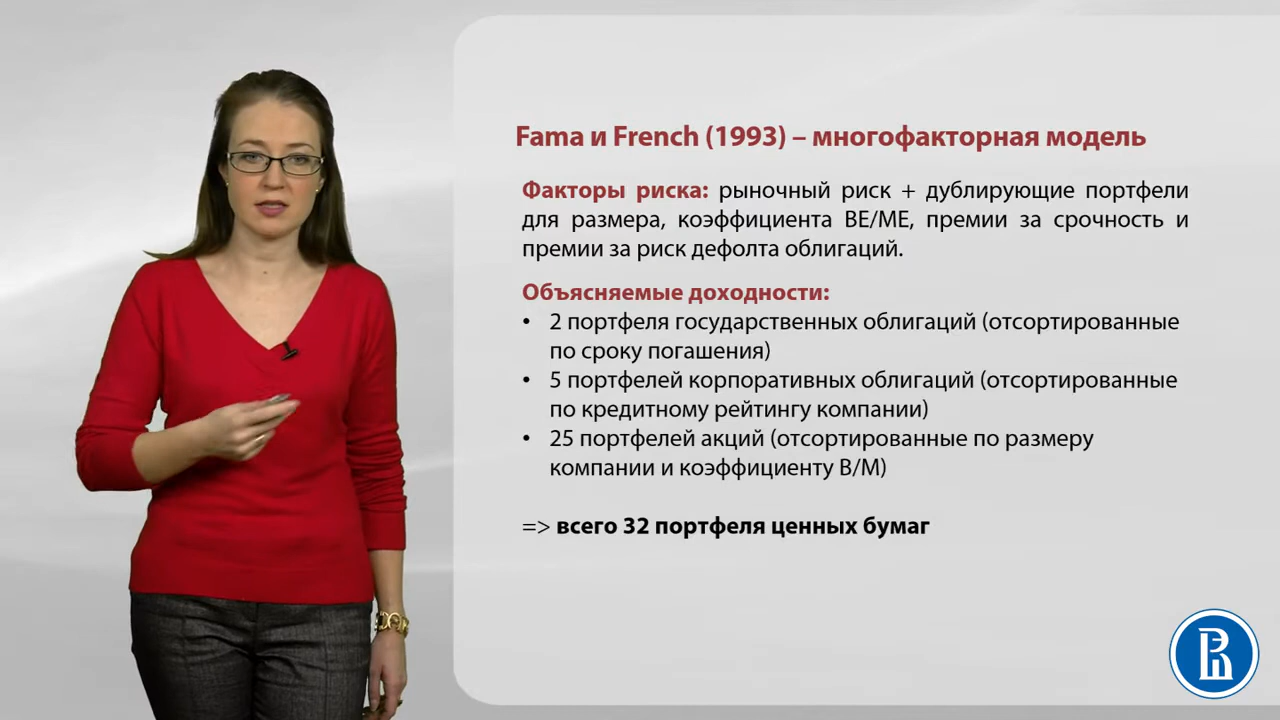 Fama и French (1993) – многофакторная модель
Факторы риска: рыночный риск + дублирующие портфели
для размера, коэффициента BE/ME, премии за срочность и
премии за риск дефолта облигаций.
Объясняемые доходности:
• 2 портфеля государственных облигаций (отсортированные
по сроку погашения)
• 5 портфелей корпоративных облигаций (отсортированные
по кредитному рейтингу компании)
• 25 портфелей акций (отсортированные по размеру
компании и коэффициенту B/M)
=> всего 32 портфеля ценных бумаг